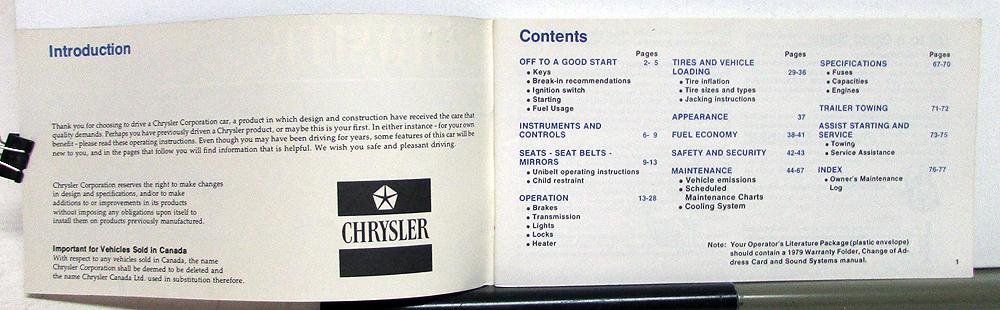 Introduction
Thank you for choosing to drive a Chrysler Corporation car, a product in which design and construction have received the care that
quality demands. Perhaps you have previously driven a Chrysler product, or maybe this is your first. In either instance - for your own
benefit - please read these operating instructions. Even though you may have been driving for years, some features of this car will be
new to you, and in the pages that follow you will find information that is helpful. We wish you safe and pleasant driving.
Chrysler Corporation reserves the right to make changes
in design and specifications, and/or to make
additions to or improvements in its products
without imposing any obligations upon itself to
install them on products previously manufactured.
Important for Vehicles Sold in Canada
With respect to any vehicles sold in Canada, the name
Chrysler Corporation shall be deemed to be deleted and
the name Chrysler Canada Ltd. used in substitution therefore.
CHRYSLER
Contents
Pages
OFF TO A GOOD START 2- 5
• Keys
• Break-in recommendations
• Ignition switch
• Starting
• Fuel Usage
INSTRUMENTS AND
CONTROLS 6- 9
SEATS - SEAT BELTS -
MIRRORS 9-13
• Unibelt operating instructions
• Child restraint
OPERATION 13-28
• Brakes
• Transmission
• Lights
• Locks
• Heater
Pages
TIRES AND VEHICLE
LOADING 29-36
• Tire inflation
• Tire sizes and types
• Jacking instructions
APPEARANCE 37
FUEL ECONOMY 38-41
SAFETY AND SECURITY 42-43
MAINTENANCE 44-67
• Vehicle emissions
• Scheduled
Maintenance Charts
• Cooling System
Pages
SPECIFICATIONS 67-70
• Fuses
• Capacities
• Engines
TRAILER TOWING 71-72
ASSIST STARTING AND
SERVICE 73-75
• Towing
• Service Assistance
INDEX 76-77
• Owner's Maintenance
Log
Note: Your Operator's Literature Package (plastic envelope)
should contain a 1979 Warranty Folder, Change of Ad-
dress Card and Sound Systems manual.
1